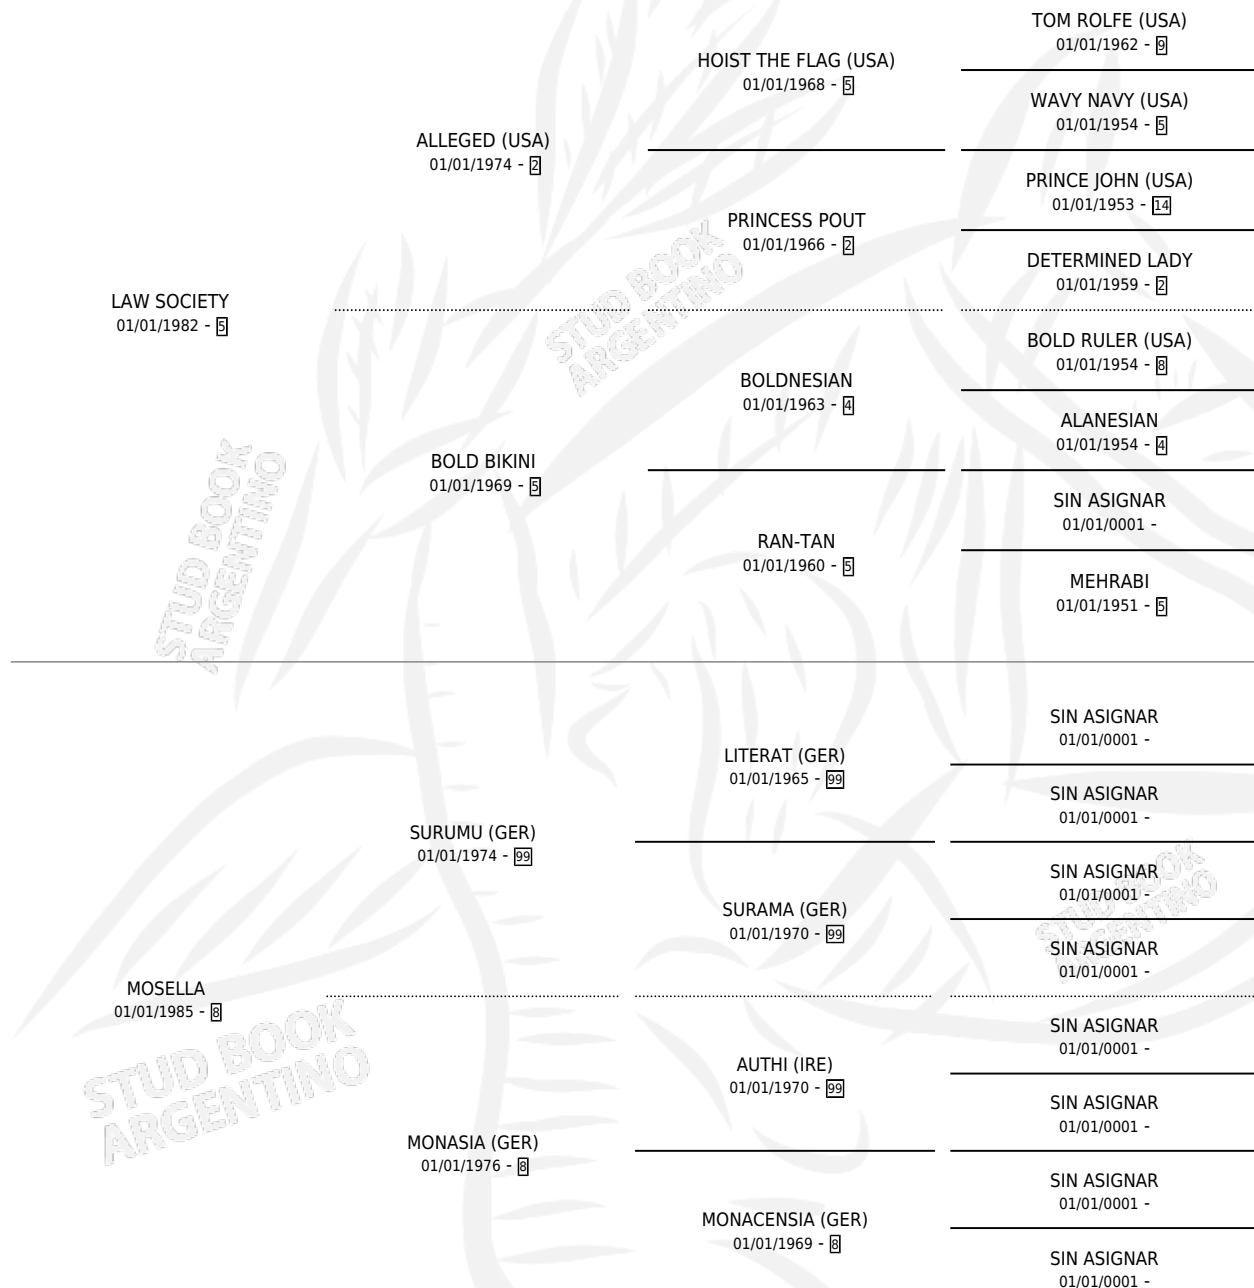 TOM ROLFE (USA)
01/01/1962 - 9
HOIST THE FLAG (USA)
01/01/1968 - 5
WAVY NAVY (USA)
01/01/1954 - 5
ALLEGED (USA)
01/01/1974 - 2
PRINCE JOHN (USA)
01/01/1953 - 14
PRINCESS POUT
01/01/1966 - 2
DETERMINED LADY
01/01/1959 - 2
LAW SOCIETY
01/01/1982 - 5
BOLD RULER (USA)
01/01/1954 - 8
BOLDNESIAN
01/01/1963 - 4
ALANESIAN
01/01/1954 - 4
BOLD BIKINI
01/01/1969 - 5
SIN ASIGNAR
01/01/0001 -
RAN-TAN
01/01/1960 - 5
MEHRABI
01/01/1951 - 5
SIN ASIGNAR
01/01/0001 -
LITERAT (GER)
01/01/1965 - 99
SIN ASIGNAR
01/01/0001 -
SURUMU (GER)
01/01/1974 - 99
SIN ASIGNAR
01/01/0001 -
SURAMA (GER)
01/01/1970 - 99
SIN ASIGNAR
01/01/0001 -
MOSELLA
01/01/1985 - 8
SIN ASIGNAR
01/01/0001 -
AUTHI (IRE)
01/01/1970 - 99
SIN ASIGNAR
01/01/0001 -
MONASIA (GER)
01/01/1976 - 8
SIN ASIGNAR
01/01/0001 -
MONACENSIA (GER)
01/01/1969 - 8
SIN ASIGNAR
01/01/0001 -
STUD BOOK
ARGENTINO
STUD BOOK
ARGENTINO
STUD BOOK
ARGENTINO
STUD BOOK
ARGENTINO